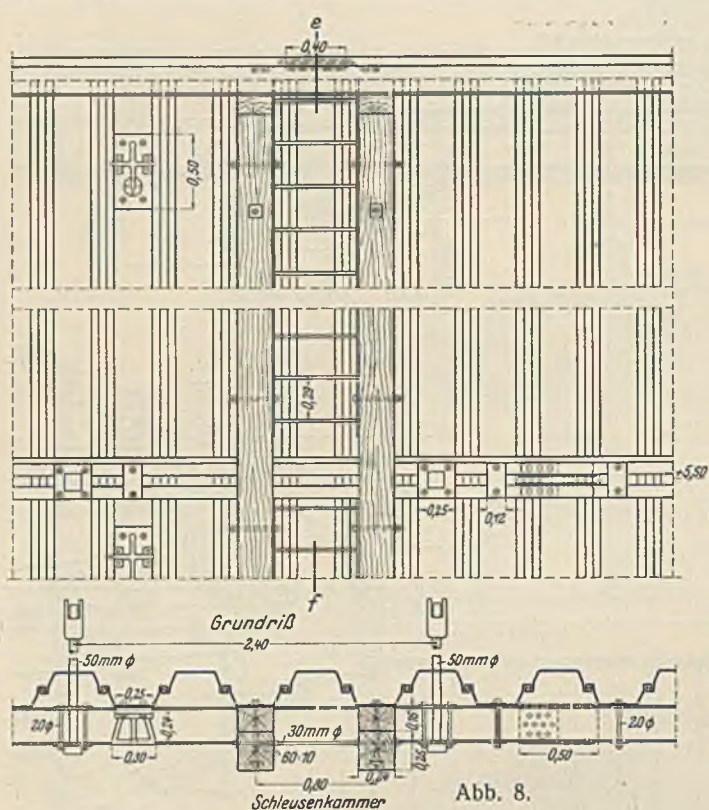 e
0,40
0,50
0,29
+5,50
0,25
0,12
f
Grundriß
2,40
50mm ϕ
50mm ϕ
0,25
20ϕ
0,24
0,30
30mm ϕ
60·10
0,16
0,26
0,24
0,80
20ϕ
0,50
Schleusenkammer
Abb. 8.